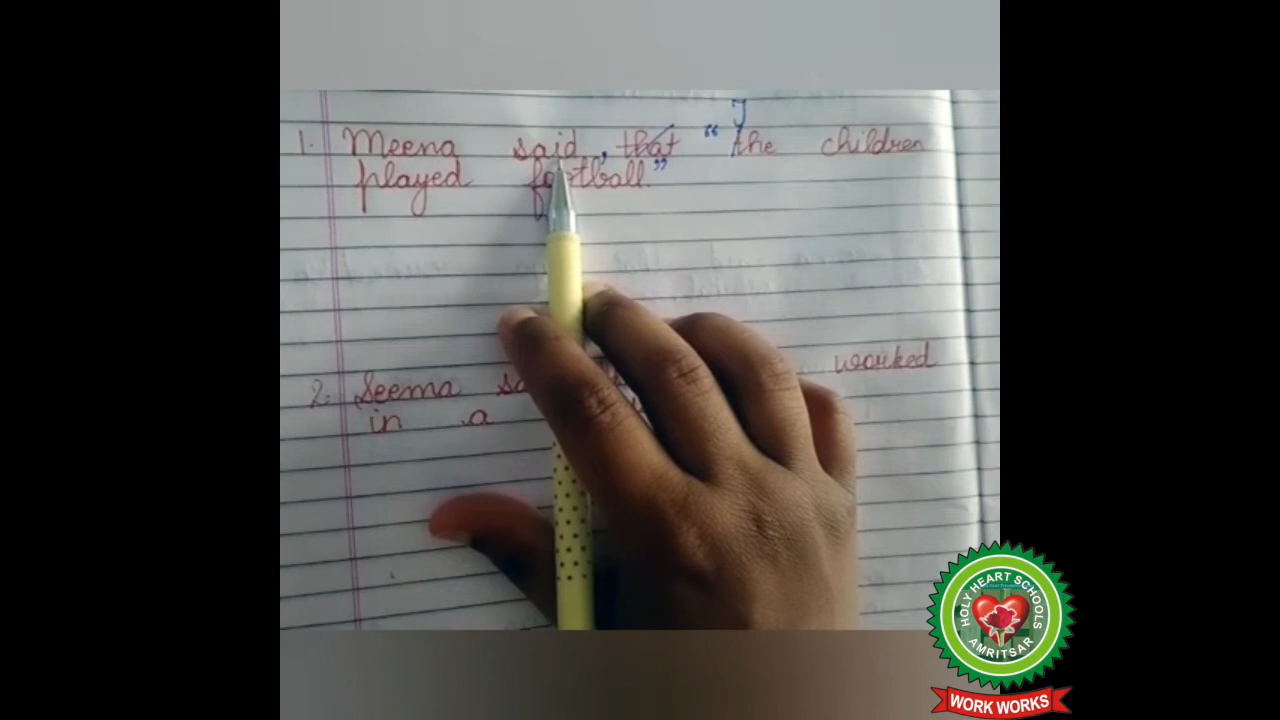 1. Meena said, that " The children
played football."
2. Seema worked
in a
HOLY HEART SCHOOLS
AMRITSAR
WORK WORKS